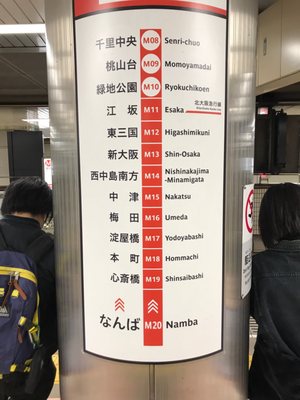 千里中央 M08 Senri-chuo
桃山台 M09 Momoyamadai
緑地公園 M10 Ryokuchikoen
北大阪急行線
江坂 M11 Esaka
東三国 M12 Higashimikuni
新大阪 M13 Shin-Osaka
西中島南方 M14 Nishinakajima
-Minamigata
中津 M15 Nakatsu
梅田 M16 Umeda
淀屋橋 M17 Yodoyabashi
本町 M18 Hommachi
心斎橋 M19 Shinsaibashi
なんば M20 Namba